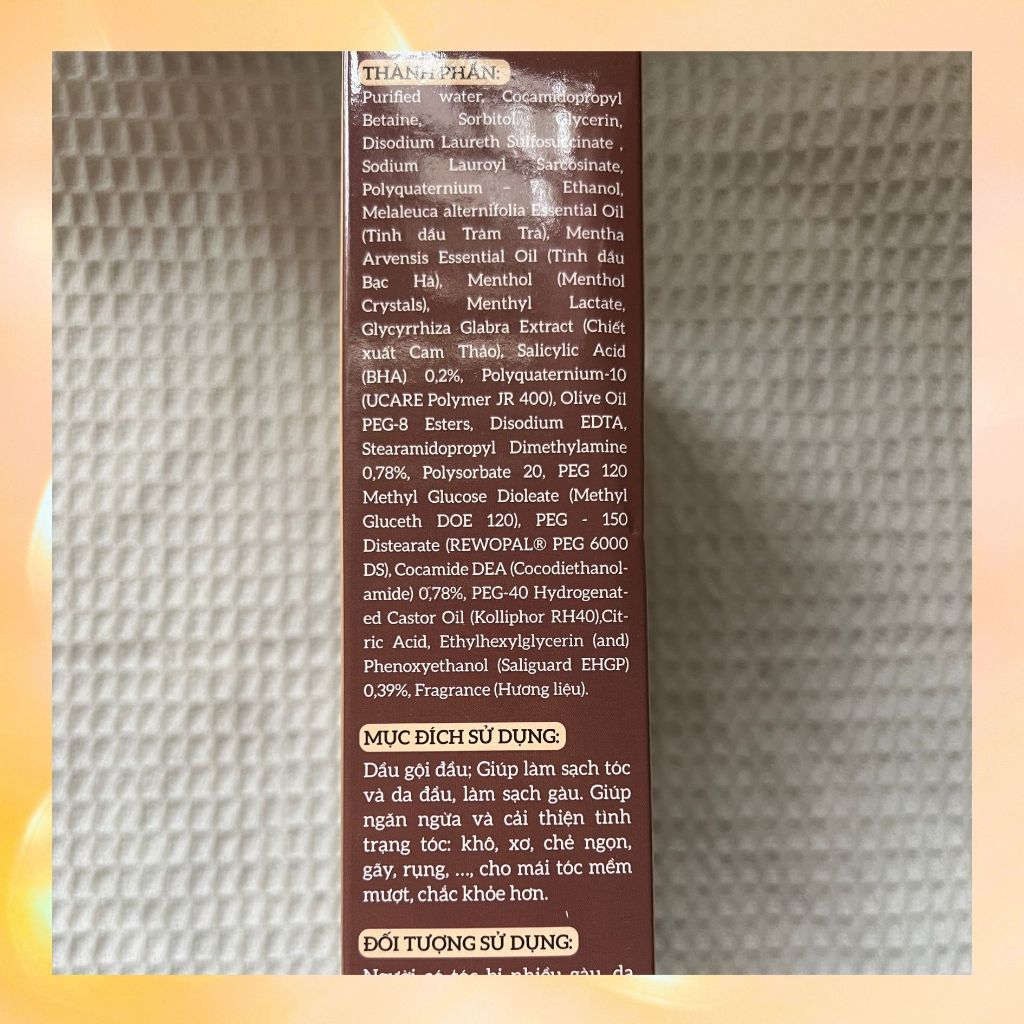 THÀNH PHẦN:
Purified water, Cocamidopropyl
Betaine, Sorbitol, Glycerin,
Disodium Laureth Sulfosuccinate ,
Sodium Lauroyl Sarcosinate,
Polyquaternium – Ethanol,
Melaleuca alternifolia Essential Oil
(Tinh dầu Tràm Trà), Mentha
Arvensis Essential Oil (Tinh dầu
Bạc Hà), Menthol (Menthol
Crystals), Menthyl Lactate,
Glycyrrhiza Glabra Extract (Chiết
xuất Cam Thảo), Salicylic Acid
(BHA) 0,2%, Polyquaternium-10
(UCARE Polymer JR 400), Olive Oil
PEG-8 Esters, Disodium EDTA,
Stearamidopropyl Dimethylamine
0,78%, Polysorbate 20, PEG 120
Methyl Glucose Dioleate (Methyl
Gluceth DOE 120), PEG - 150
Distearate (REWOPAL® PEG 6000
DS), Cocamide DEA (Cocodiethanol-
amide) 0,78%, PEG-40 Hydrogenat-
ed Castor Oil (Kolliphor RH40),Cit-
ric Acid, Ethylhexylglycerin (and)
Phenoxyethanol (Saliguard EHGP)
0,39%, Fragrance (Hương liệu).
MỤC ĐÍCH SỬ DỤNG:
Dầu gội đầu; Giúp làm sạch tóc
và da đầu, làm sạch gàu. Giúp
ngăn ngừa và cải thiện tình
trạng tóc: khô, xơ, chẻ ngọn,
gãy, rụng, ..., cho mái tóc mềm
mượt, chắc khỏe hơn.
ĐỐI TƯỢNG SỬ DỤNG:
Người có tóc bị nhiều gàu, da